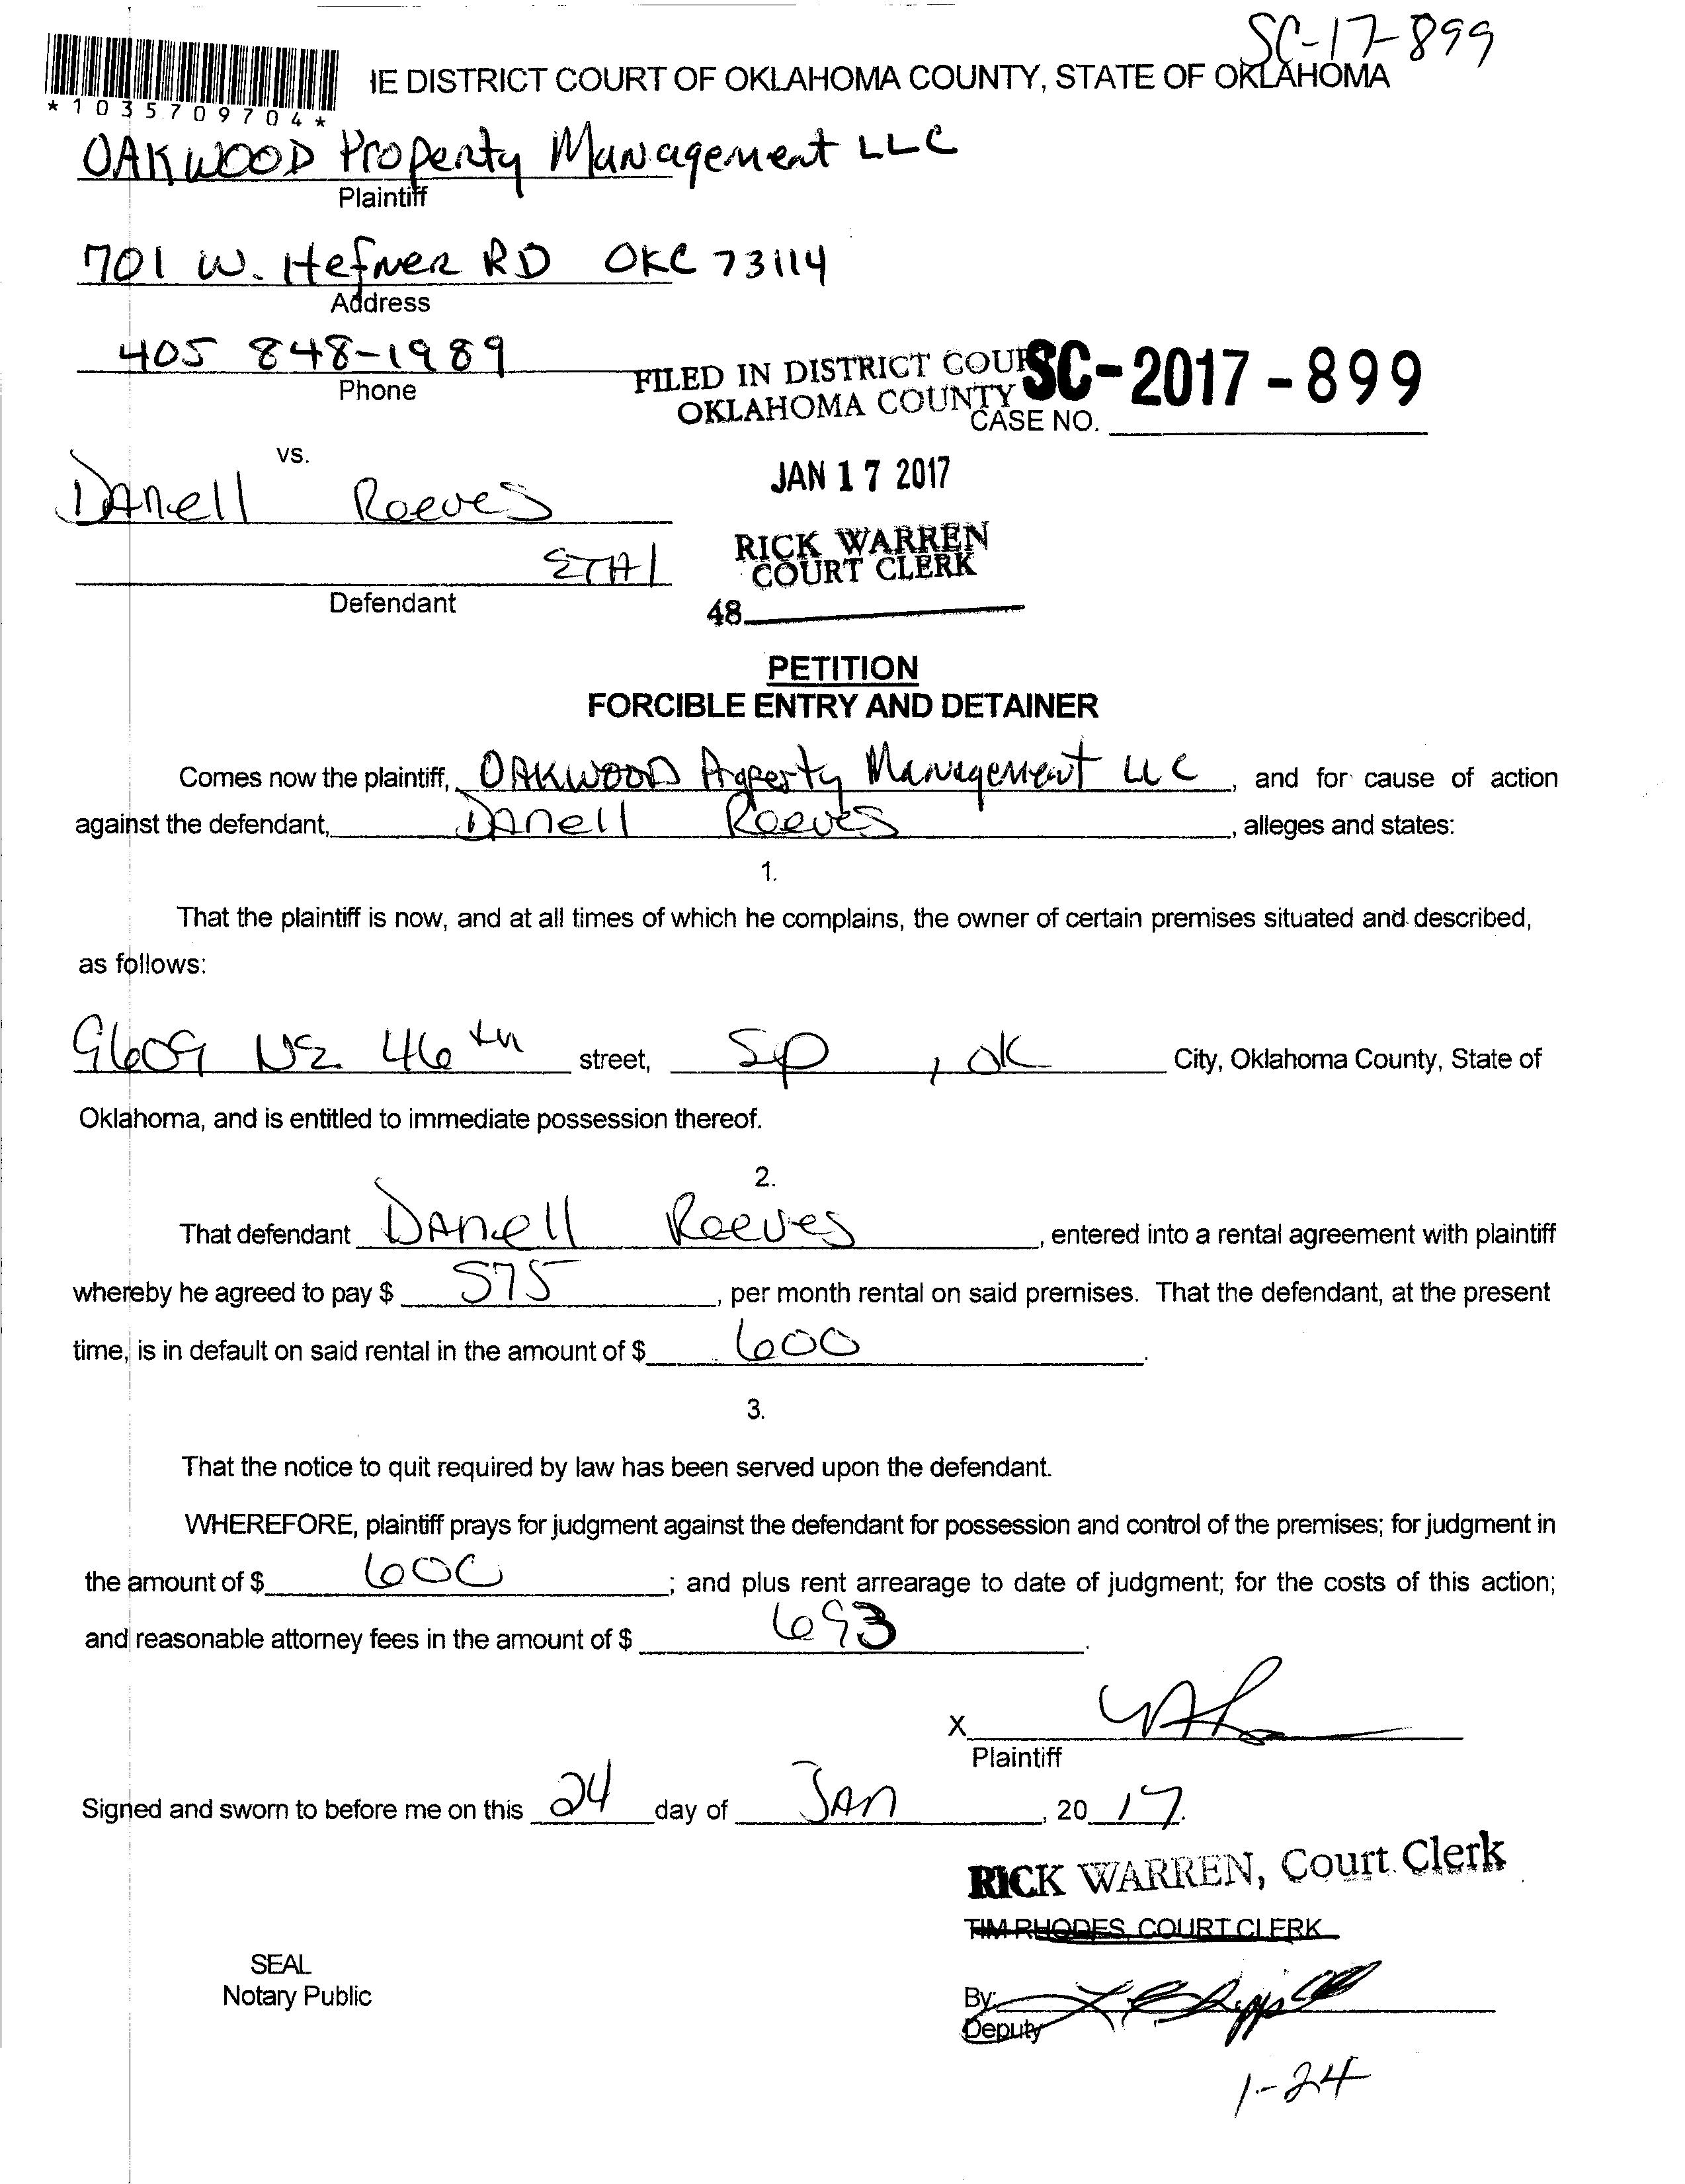 SC-17-899
IE DISTRICT COURT OF OKLAHOMA COUNTY, STATE OF OKLAHOMA
*1035709704*
OAKWOOD Property Management LLC
Plaintiff
701 W. Hefner RD OKC 73114
Address
405 848-1989
Phone
FILED IN DISTRICT COUR
SC-2017-899
OKLAHOMA COUNTY
CASE NO.
vs.
JAN 17 2017
DAnell Reeves
RICK WARREN
COURT CLERK
ETAl
Defendant
48
PETITION
FORCIBLE ENTRY AND DETAINER
Comes now the plaintiff, OAKWOOD Property Management LLC, and for cause of action
against the defendant, DAnell Reeves, alleges and states:
1.
That the plaintiff is now, and at all times of which he complains, the owner of certain premises situated and described,
as follows:
9609 NE 46th street, Sp, OK City, Oklahoma County, State of
Oklahoma, and is entitled to immediate possession thereof.
2.
That defendant DAnell Reeves, entered into a rental agreement with plaintiff
whereby he agreed to pay $ 575, per month rental on said premises. That the defendant, at the present
time, is in default on said rental in the amount of $ 600.
3.
That the notice to quit required by law has been served upon the defendant.
WHEREFORE, plaintiff prays for judgment against the defendant for possession and control of the premises; for judgment in
the amount of $ 600; and plus rent arrearage to date of judgment; for the costs of this action;
and reasonable attorney fees in the amount of $ 693.
X
Plaintiff
Signed and sworn to before me on this 24 day of JAn, 2017.
RICK WARREN, Court Clerk
TIM RHODES, COURT CLERK
SEAL
Notary Public
By:
Deputy
1-24